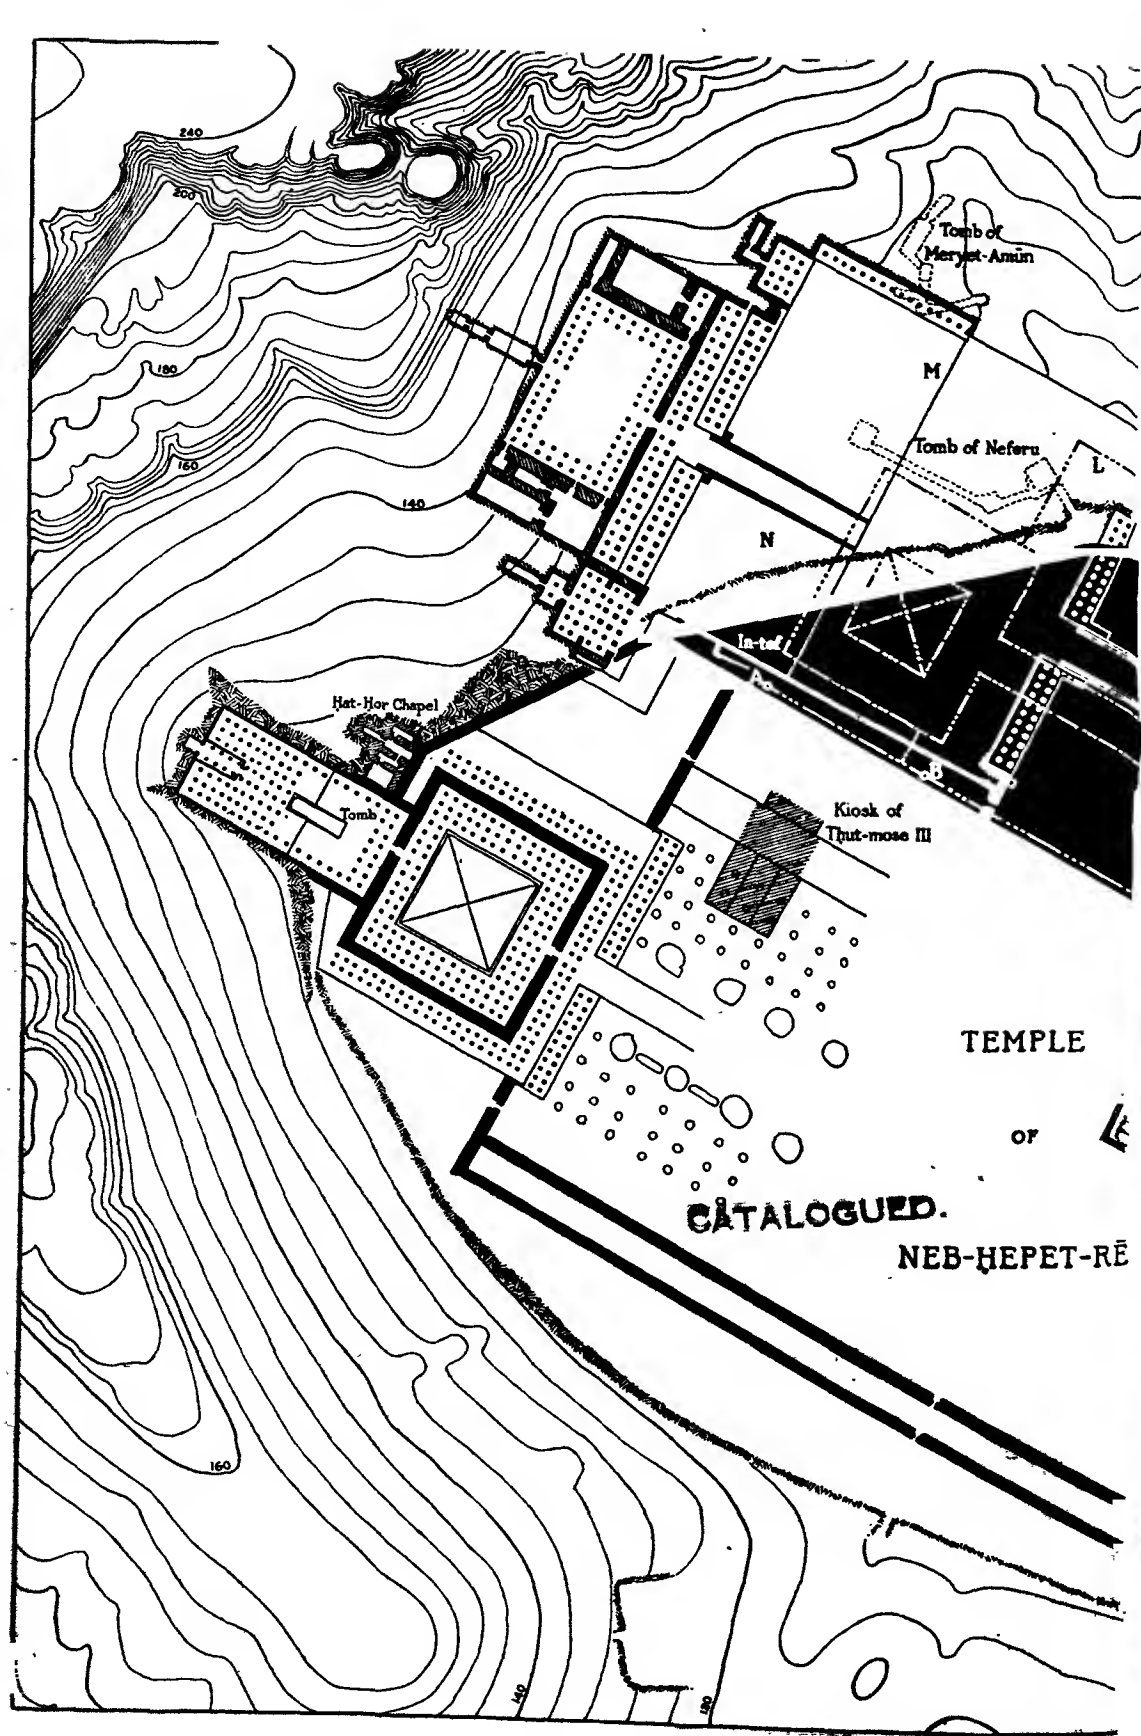 240
200
Tomb of
Meryet-Amūn
180
M
160
Tomb of Neferu
L
140
N
In-tef
A
Hat-Hor Chapel
B
Tomb
Kiosk of
Thut-mose III
TEMPLE
OF
CATALOGUED.
NEB-ḤEPET-RĒ
160
140